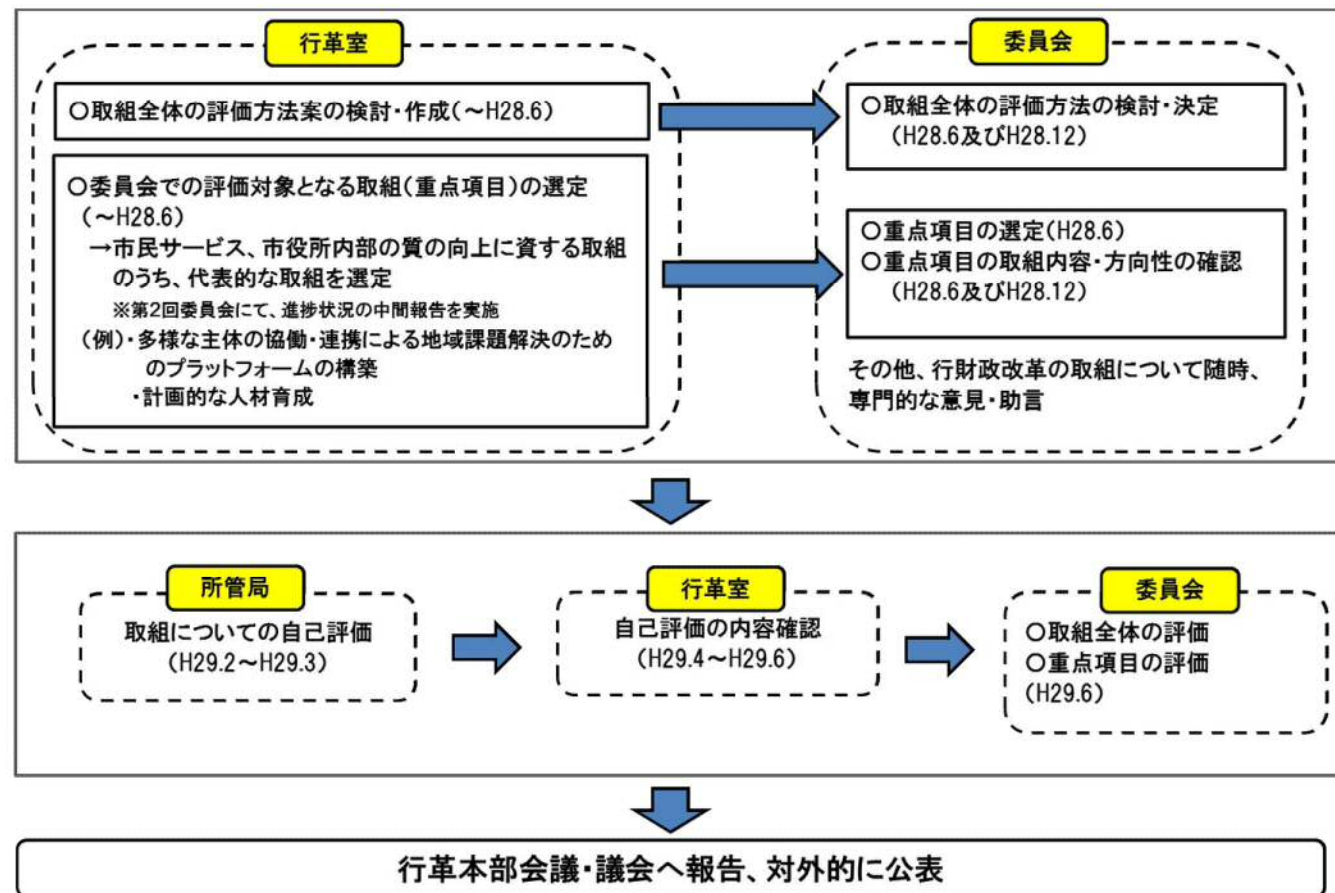 行革室
〇取組全体の評価方法案の検討・作成(～H28.6)
〇委員会での評価対象となる取組(重点項目)の選定
(～H28.6)
→市民サービス、市役所内部の質の向上に資する取組
のうち、代表的な取組を選定
※第2回委員会にて、進捗状況の中間報告を実施
(例)・多様な主体の協働・連携による地域課題解決のため
のプラットフォームの構築
・計画的な人材育成
委員会
〇取組全体の評価方法の検討・決定
(H28.6及びH28.12)
〇重点項目の選定(H28.6)
〇重点項目の取組内容・方向性の確認
(H28.6及びH28.12)
その他、行財政改革の取組について随時、
専門的な意見・助言
所管局
取組についての自己評価
(H29.2～H29.3)
行革室
自己評価の内容確認
(H29.4～H29.6)
委員会
〇取組全体の評価
〇重点項目の評価
(H29.6)
行革本部会議・議会へ報告、対外的に公表